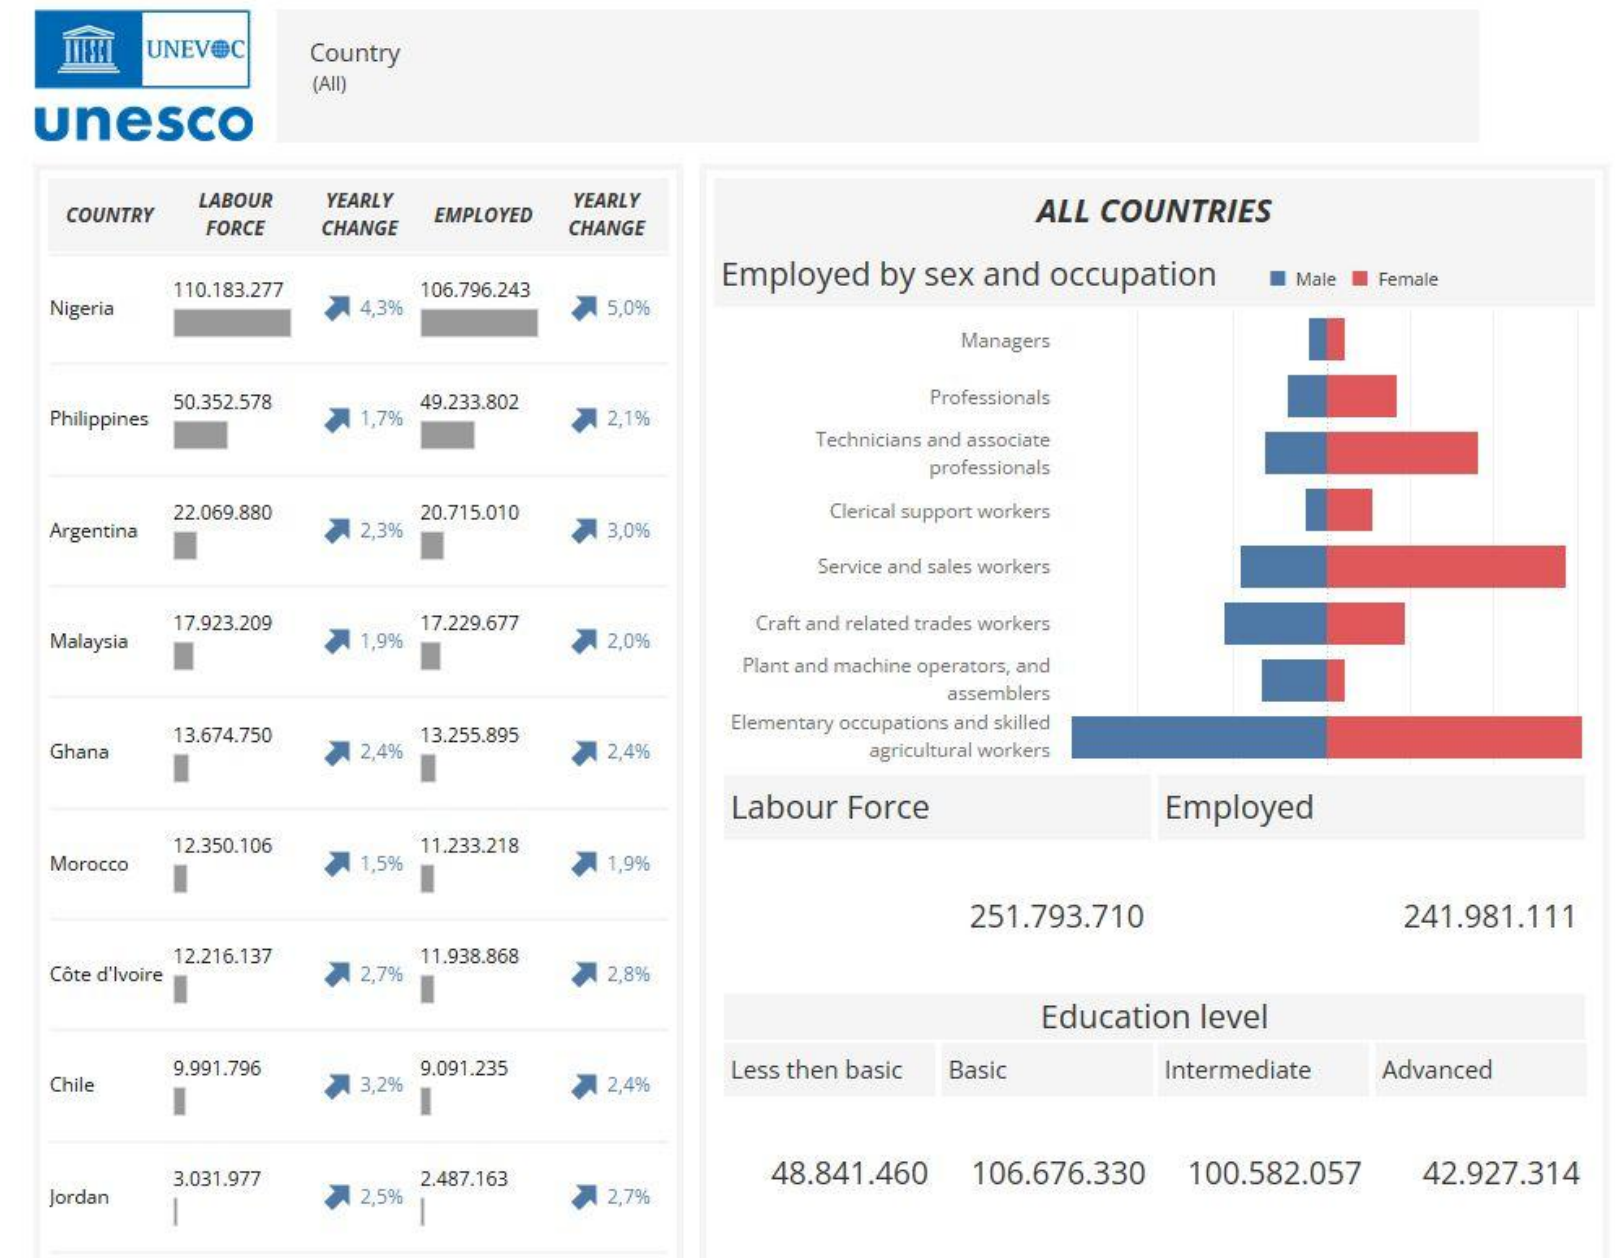 UNESCO
UNEVOC
unesco
Country
(All)
COUNTRY
LABOUR
FORCE
YEARLY
CHANGE
EMPLOYED
YEARLY
CHANGE
Nigeria
110.183.277
4,3%
106.796.243
5,0%
Philippines
50.352.578
1,7%
49.233.802
2,1%
Argentina
22.069.880
2,3%
20.715.010
3,0%
Malaysia
17.923.209
1,9%
17.229.677
2,0%
Ghana
13.674.750
2,4%
13.255.895
2,4%
Morocco
12.350.106
1,5%
11.233.218
1,9%
Côte d'Ivoire
12.216.137
2,7%
11.938.868
2,8%
Chile
9.991.796
3,2%
9.091.235
2,4%
Jordan
3.031.977
2,5%
2.487.163
2,7%
ALL COUNTRIES
Employed by sex and occupation
Male
Female
Managers
Professionals
Technicians and associate
professionals
Clerical support workers
Service and sales workers
Craft and related trades workers
Plant and machine operators, and
assemblers
Elementary occupations and skilled
agricultural workers
Labour Force
Employed
251.793.710
241.981.111
Education level
Less then basic
Basic
Intermediate
Advanced
48.841.460
106.676.330
100.582.057
42.927.314